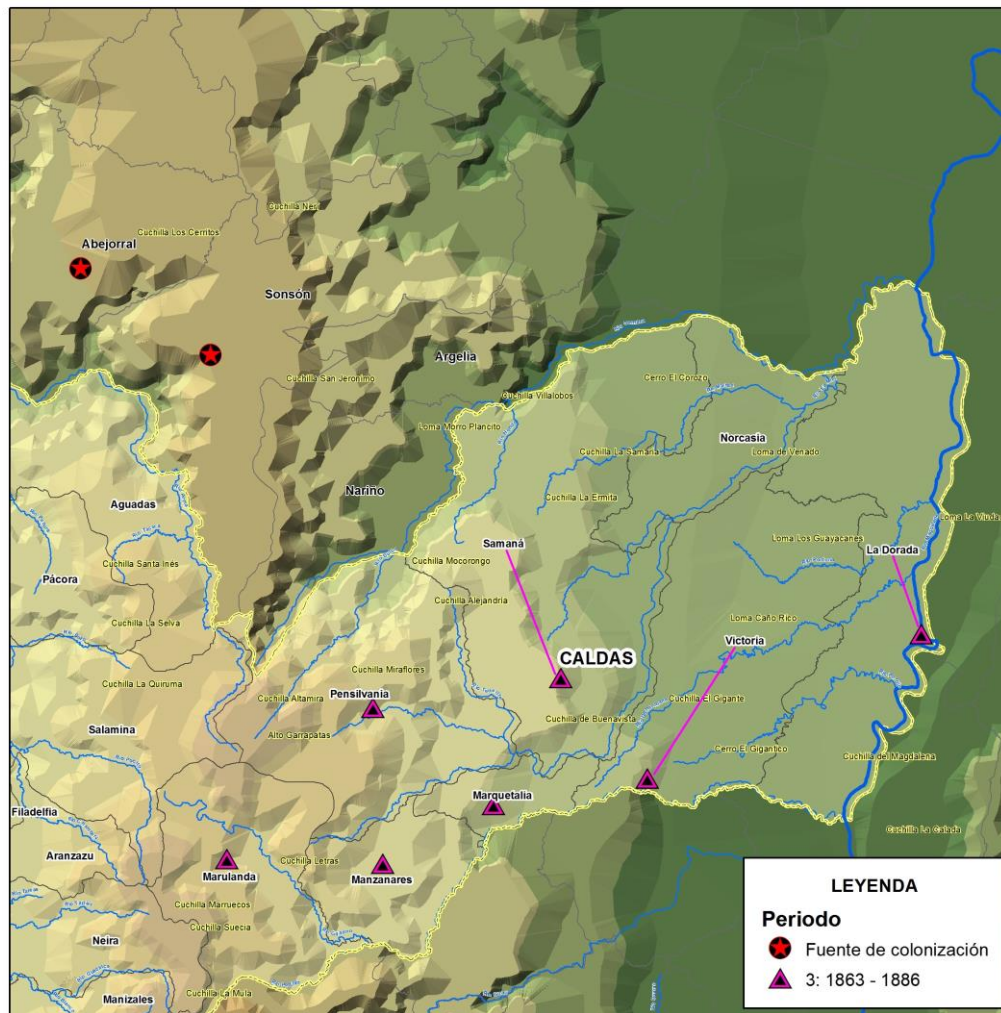 Cuchilla Neri
Cuchilla Los Cerritos
Abejorral
Sonsón
Argelia
Cuchilla San Jerónimo
Cerro El Corozo
Cuchilla Villalobos
Loma Morro Plancito
Norcasia
Cuchilla La Samaria
Loma de Venado
Nariño
Cuchilla La Ermita
Aguadas
Loma La Viuda
Loma Los Guayacanes
Samaná
La Dorada
Cuchilla Mocorongo
Cuchilla Santa Inés
Pácora
Cuchilla Alejandría
Loma Caño Rico
Cuchilla La Selva
Victoria
CALDAS
Cuchilla Miraflores
Cuchilla La Quiruma
Cuchilla Altamira
Pensilvania
Cuchilla El Gigante
Cuchilla de Buenavista
Salamina
Alto Garrapatas
Cerro El Gigantico
Cuchilla del Magdalena
Marquetalia
Filadelfia
Cuchilla La Calada
Aranzazu
Cuchilla Letras
Marulanda
Manzanares
Cuchilla Marruecos
Cuchilla Suecia
Neira
Cuchilla La Mula
Manizales
LEYENDA
Periodo
Fuente de colonización
3: 1863 - 1886